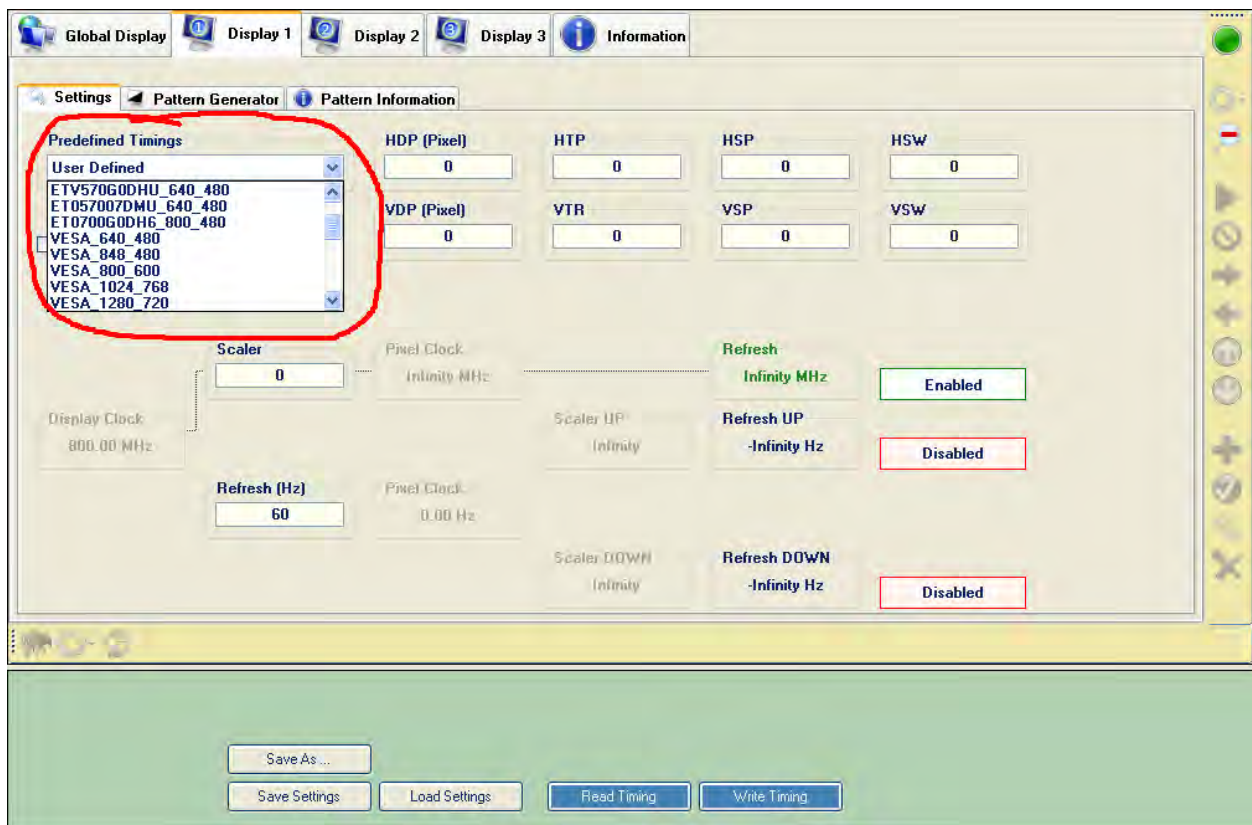 Global Display
Display 1
Display 2
Display 3
Information
Settings
Pattern Generator
Pattern Information
Predefined Timings
HDP (Pixel)
HTP
HSP
HSW
User Defined
0
0
0
0
ETV570G0DHU_640_480
ET057007DMU_640_480
ET0700G0DH6_800_480
VESA_640_480
VESA_848_480
VESA_800_600
VESA_1024_768
VESA_1280_720
VDP (Pixel)
VTR
VSP
VSW
0
0
0
0
Scaler
Pixel Clock
Refresh
0
Infinity MHz
Infinity MHz
Enabled
Display Clock
Scaler UP
Refresh UP
800.00 MHz
Infinity
-Infinity Hz
Disabled
Refresh (Hz)
Pixel Clock
60
0.00 Hz
Scaler DOWN
Refresh DOWN
Infinity
-Infinity Hz
Disabled
Save As ...
Save Settings
Load Settings
Read Timing
Write Timing